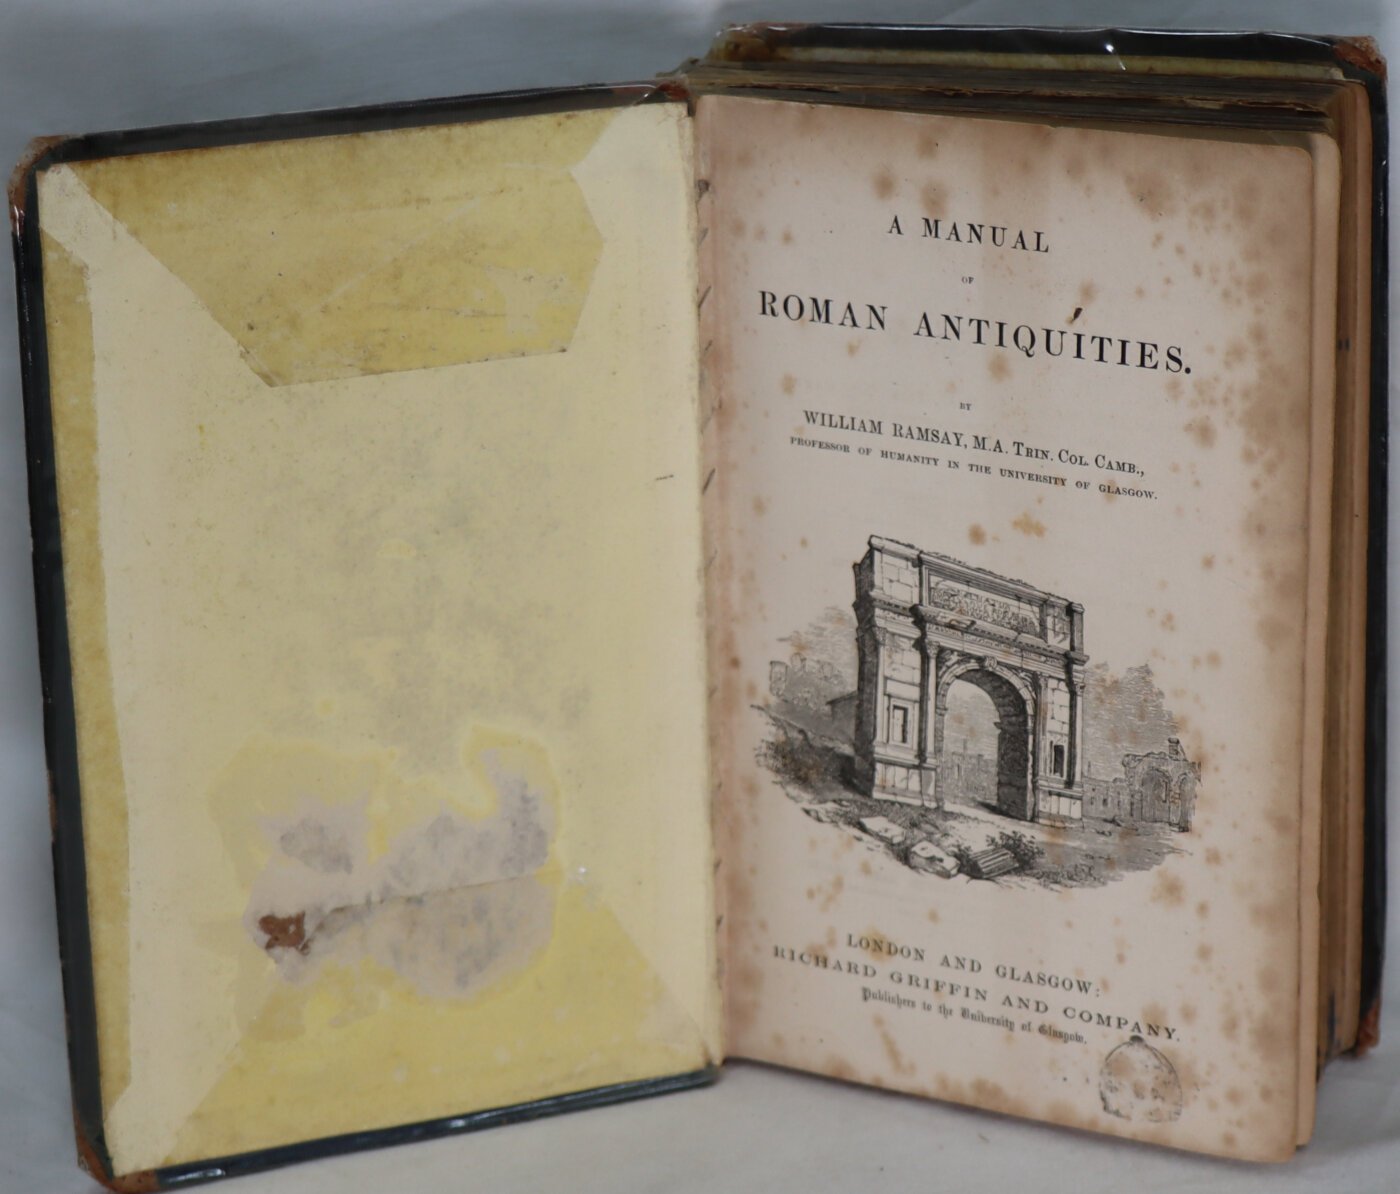 A MANUAL
OF
ROMAN ANTIQUITIES.
BY
WILLIAM RAMSAY, M.A. TRIN. COL. CAMB.,
PROFESSOR OF HUMANITY IN THE UNIVERSITY OF GLASGOW.
LONDON AND GLASGOW:
RICHARD GRIFFIN AND COMPANY.
Publishers to the University of Glasgow.